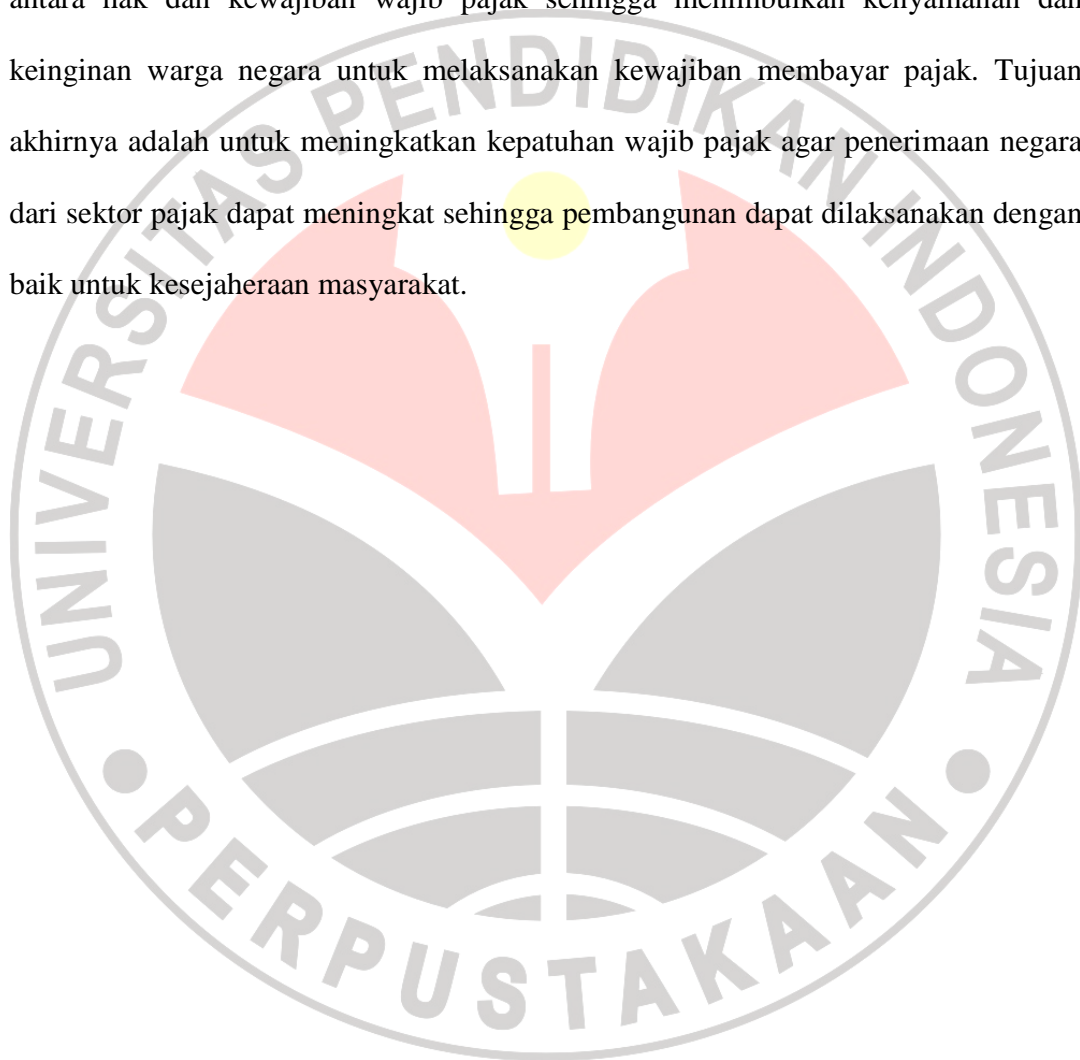 antara hak dan kewajiban wajib pajak sehingga menimbulkan kenyamanan dan
keinginan warga negara untuk melaksanakan kewajiban membayar pajak. Tujuan
akhirnya adalah untuk meningkatkan kepatuhan wajib pajak agar penerimaan negara
dari sektor pajak dapat meningkat sehingga pembangunan dapat dilaksanakan dengan
baik untuk kesejaheraan masyarakat.
UNIVERSITAS PENDIDIKAN INDONESIA
PERPUSTAKAAN